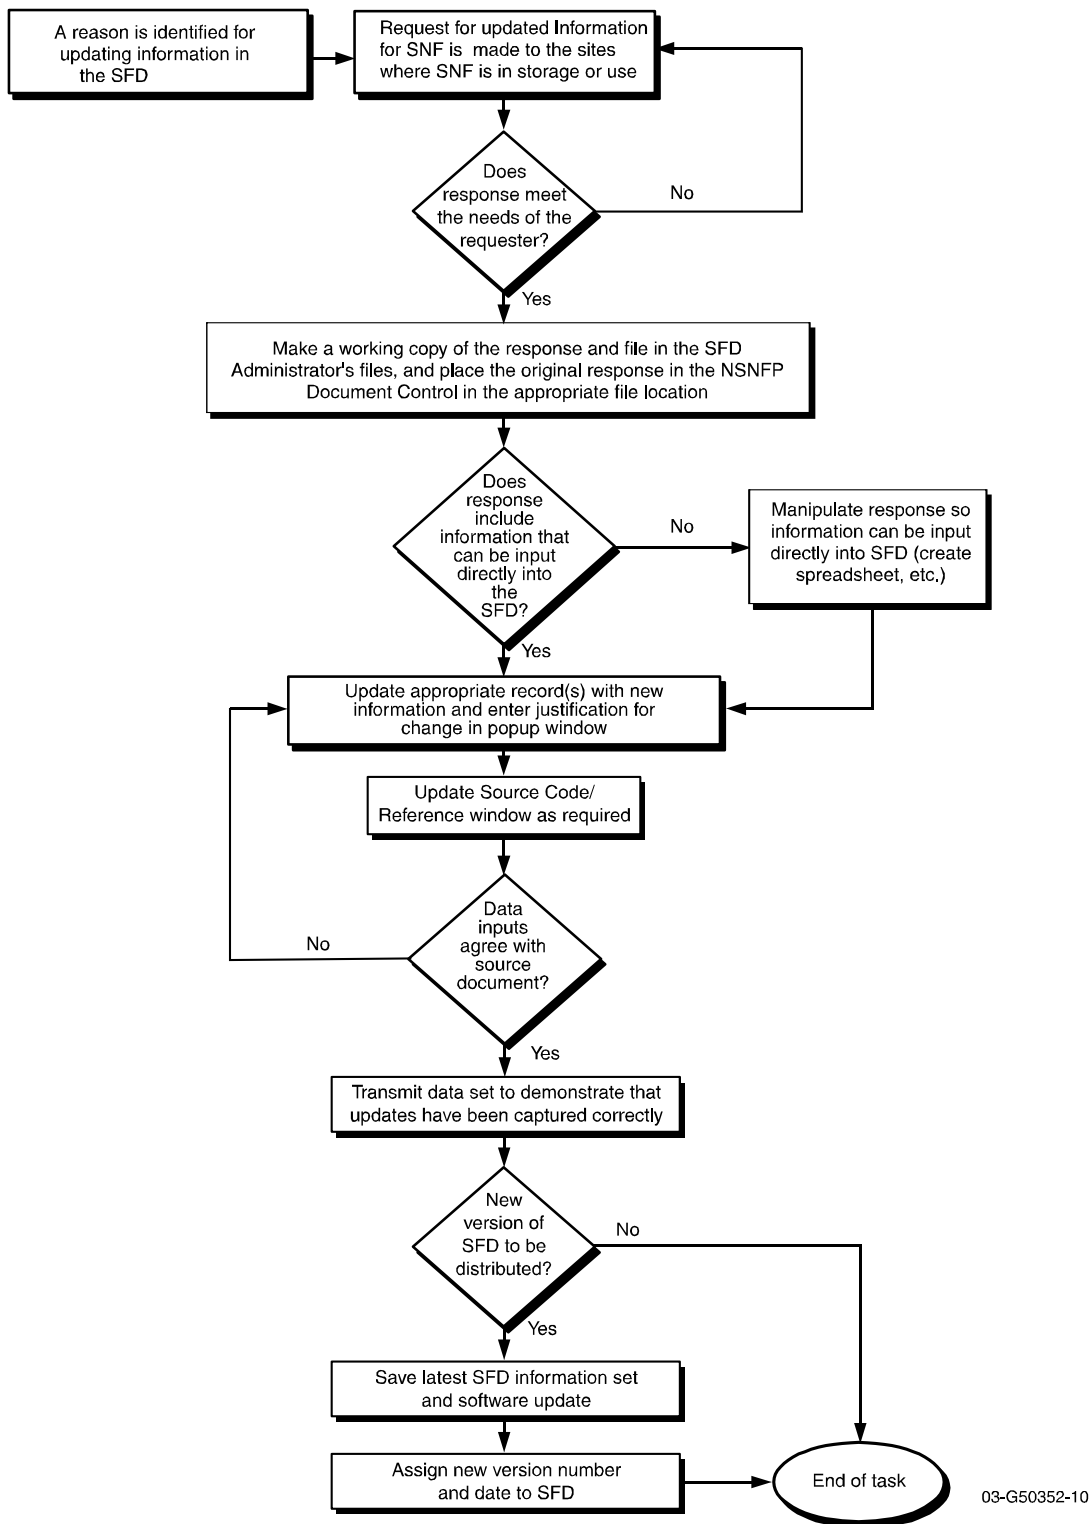 A reason is identified for
updating information in
the SFD
Request for updated Information
for SNF is made to the sites
where SNF is in storage or use
Does
response meet
the needs of the
requester?
No
Yes
Make a working copy of the response and file in the SFD
Administrator's files, and place the original response in the NSNFP
Document Control in the appropriate file location
Does
response
include
information that
can be input
directly into
the
SFD?
No
Manipulate response so
information can be input
directly into SFD (create
spreadsheet, etc.)
Yes
Update appropriate record(s) with new
information and enter justification for
change in popup window
Update Source Code/
Reference window as required
Data
inputs
agree with
source
document?
No
Yes
Transmit data set to demonstrate that
updates have been captured correctly
New
version of
SFD to be
distributed?
No
Yes
Save latest SFD information set
and software update
Assign new version number
and date to SFD
End of task
03-G50352-10